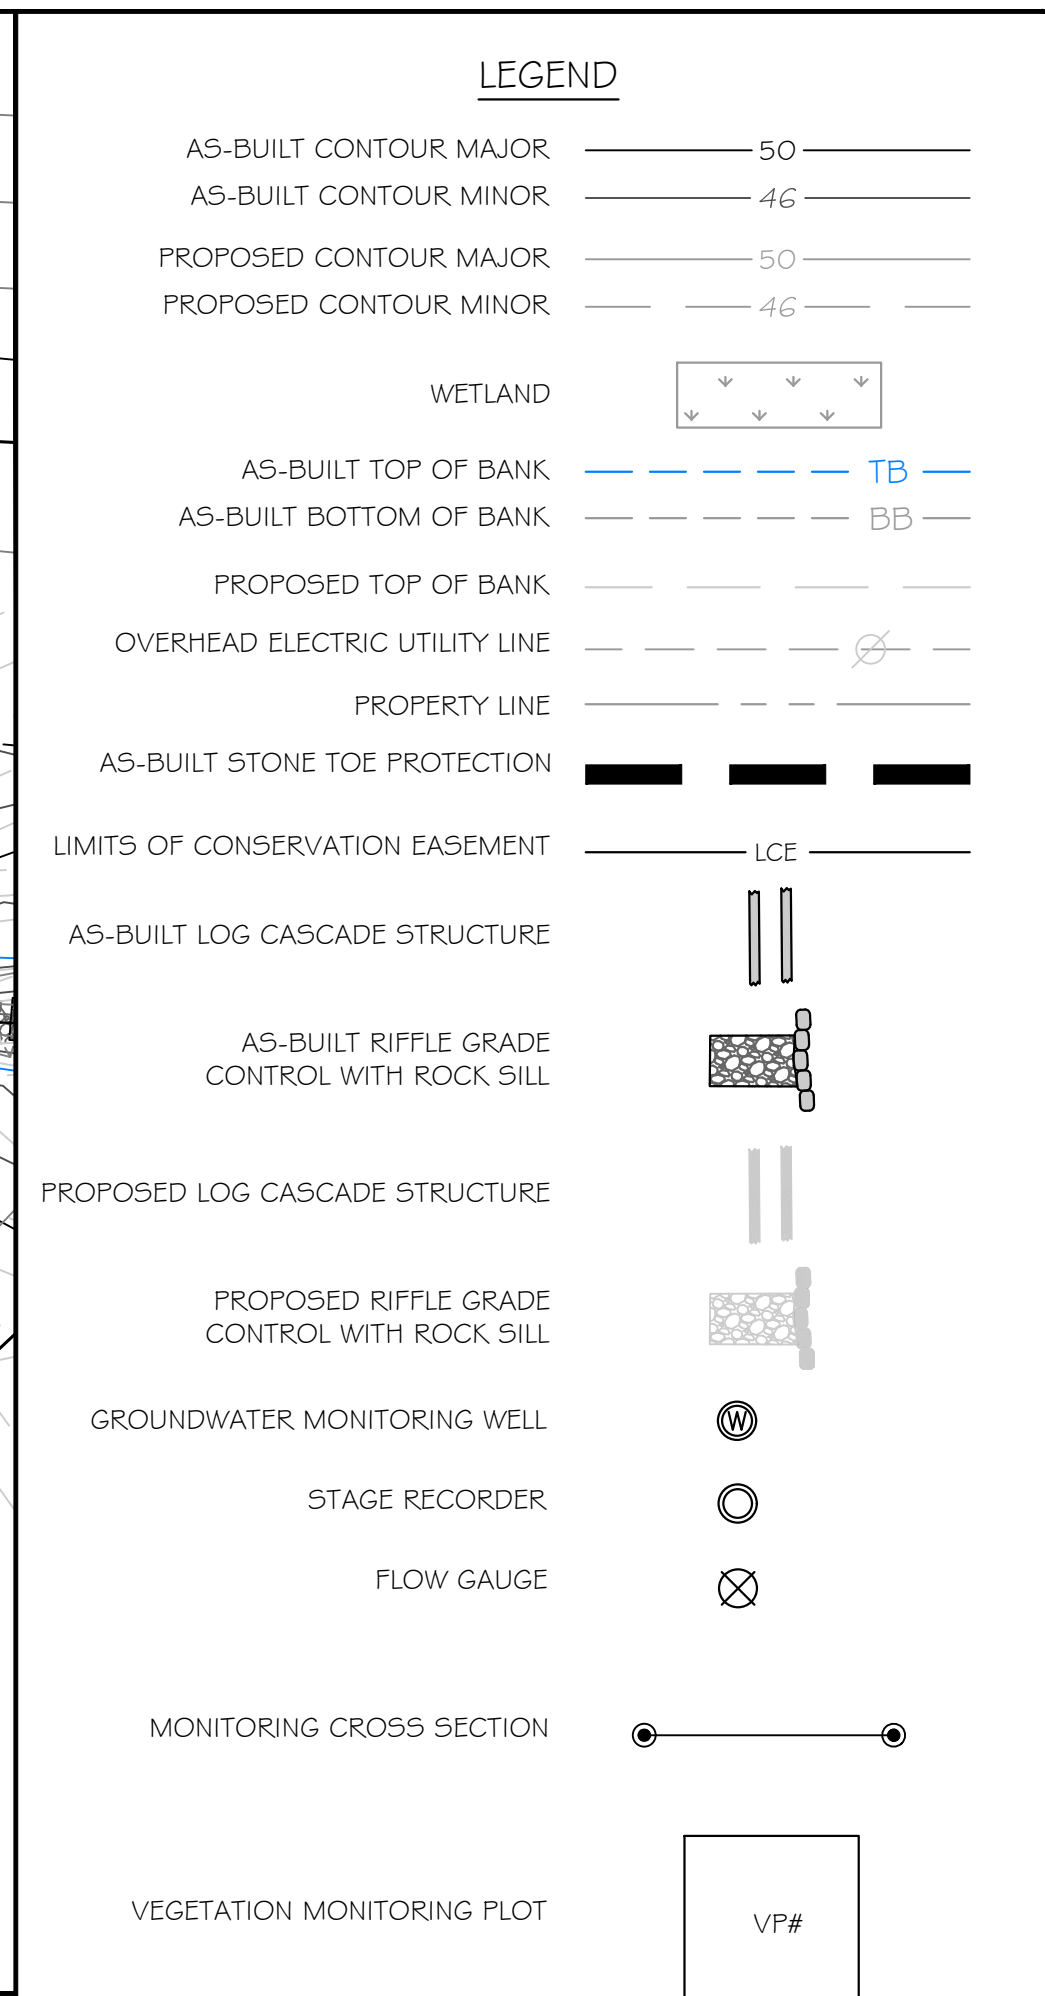 LEGEND
AS-BUILT CONTOUR MAJOR 50
AS-BUILT CONTOUR MINOR 46
PROPOSED CONTOUR MAJOR 50
PROPOSED CONTOUR MINOR 46
WETLAND
AS-BUILT TOP OF BANK TB
AS-BUILT BOTTOM OF BANK BB
PROPOSED TOP OF BANK
OVERHEAD ELECTRIC UTILITY LINE
PROPERTY LINE
AS-BUILT STONE TOE PROTECTION
LIMITS OF CONSERVATION EASEMENT LCE
AS-BUILT LOG CASCADE STRUCTURE
AS-BUILT RIFFLE GRADE
CONTROL WITH ROCK SILL
PROPOSED LOG CASCADE STRUCTURE
PROPOSED RIFFLE GRADE
CONTROL WITH ROCK SILL
GROUNDWATER MONITORING WELL W
STAGE RECORDER
FLOW GAUGE
MONITORING CROSS SECTION
VEGETATION MONITORING PLOT VP#